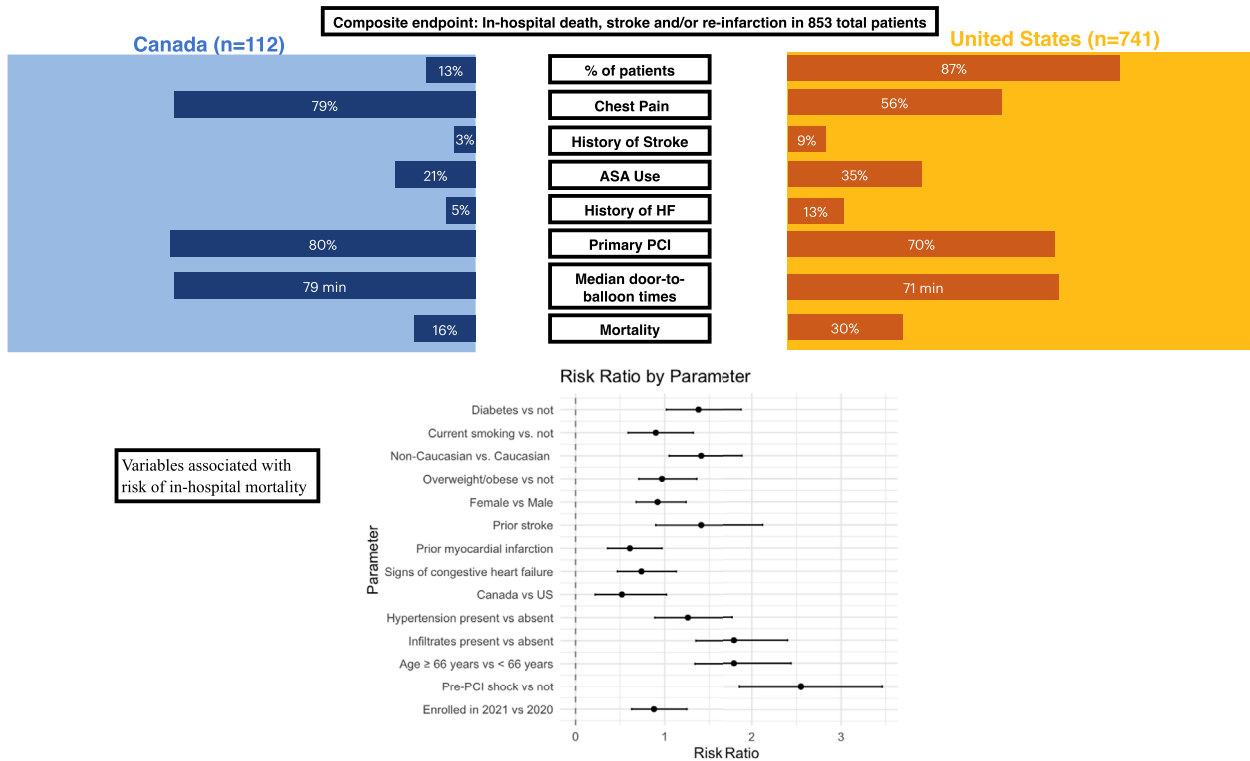 Composite endpoint: In-hospital death, stroke and/or re-infarction in 853 total patients
Canada (n=112)
United States (n=741)
13%
% of patients
87%
79%
Chest Pain
56%
3%
History of Stroke
9%
21%
ASA Use
35%
5%
History of HF
13%
80%
Primary PCI
70%
79 min
Median door-to-
balloon times
71 min
16%
Mortality
30%
Risk Ratio by Parameter
Variables associated with
risk of in-hospital mortality
Parameter
Diabetes vs not
Current smoking vs. not
Non-Caucasian vs. Caucasian
Overweight/obese vs not
Female vs Male
Prior stroke
Prior myocardial infarction
Signs of congestive heart failure
Canada vs US
Hypertension present vs absent
Infiltrates present vs absent
Age ≥ 66 years vs < 66 years
Pre-PCI shock vs not
Enrolled in 2021 vs 2020
0 1 2 3
Risk Ratio